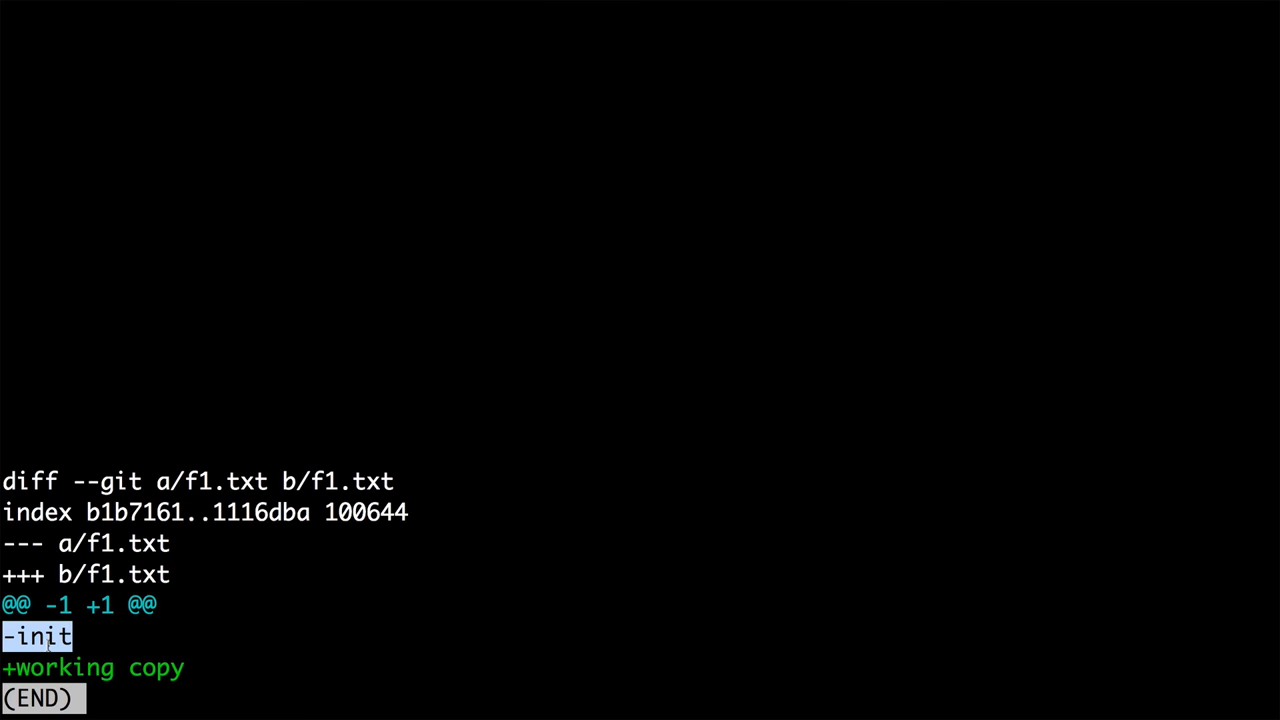 diff --git a/f1.txt b/f1.txt
index b1b7161..1116dba 100644
--- a/f1.txt
+++ b/f1.txt
@@ -1 +1 @@
-init
+working copy
(END)